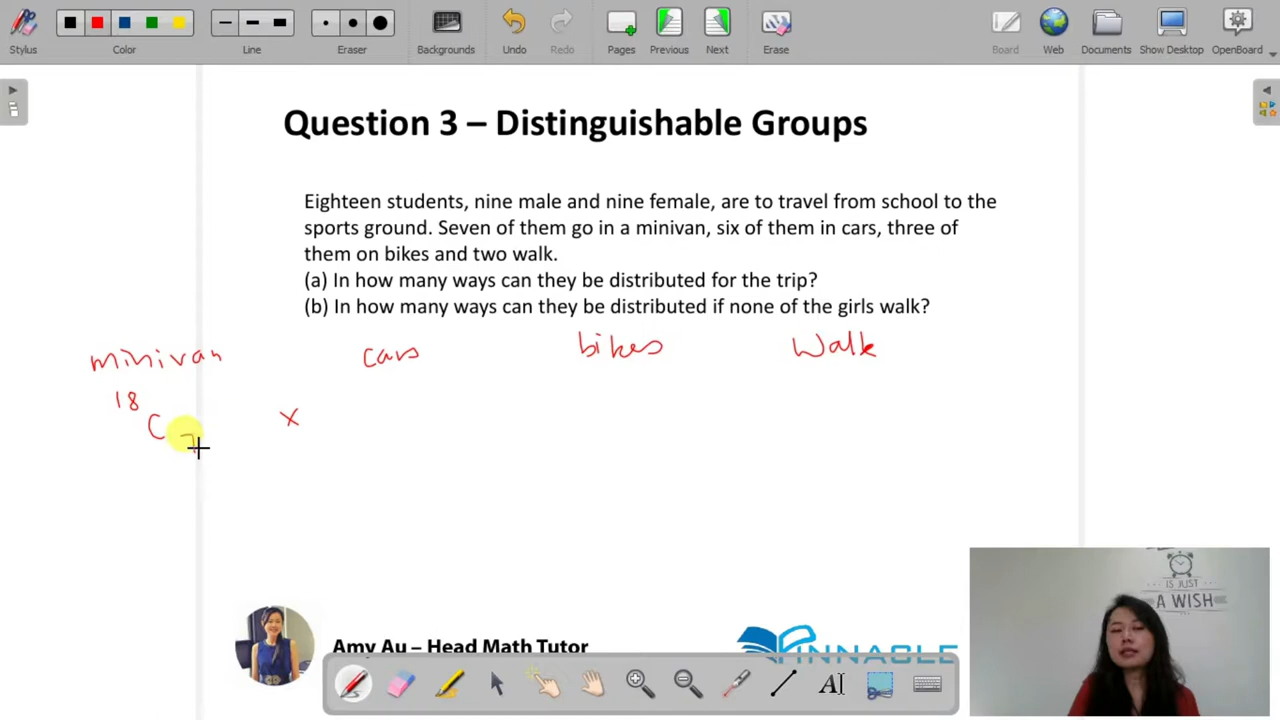 Stylus Color Line Eraser Backgrounds Undo Redo Pages Previous Next Erase Board Web Documents Show Desktop OpenBoard
Question 3 – Distinguishable Groups
Eighteen students, nine male and nine female, are to travel from school to the
sports ground. Seven of them go in a minivan, six of them in cars, three of
them on bikes and two walk.
(a) In how many ways can they be distributed for the trip?
(b) In how many ways can they be distributed if none of the girls walk?
minivan cars bikes Walk
18
C 7 x
IS JUST
A WISH
Amy Au – Head Math Tutor
PINNACLE